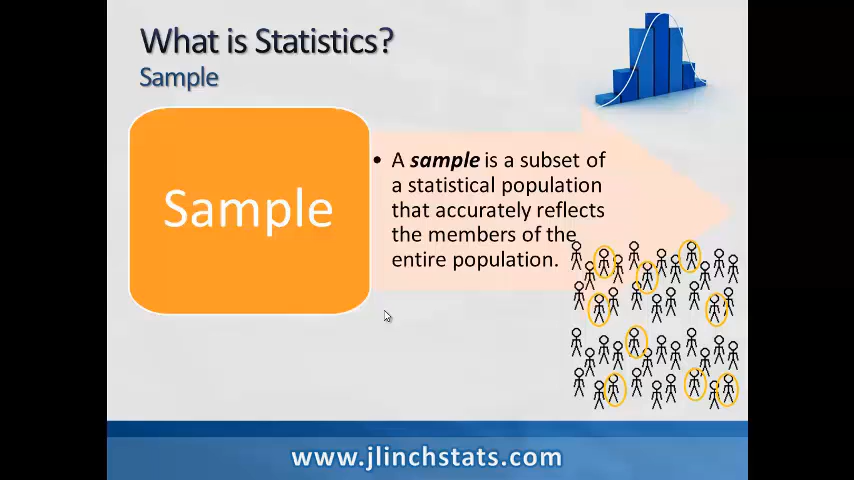 What is Statistics?
Sample
Sample
• A sample is a subset of
a statistical population
that accurately reflects
the members of the
entire population.
www.jlinchstats.com